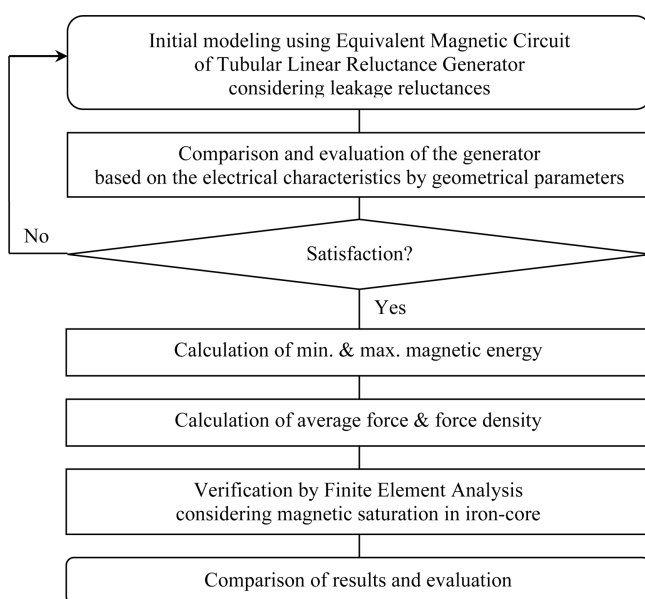 Initial modeling using Equivalent Magnetic Circuit
of Tubular Linear Reluctance Generator
considering leakage reluctances
Comparison and evaluation of the generator
based on the electrical characteristics by geometrical parameters
No
Satisfaction?
Yes
Calculation of min. & max. magnetic energy
Calculation of average force & force density
Verification by Finite Element Analysis
considering magnetic saturation in iron-core
Comparison of results and evaluation